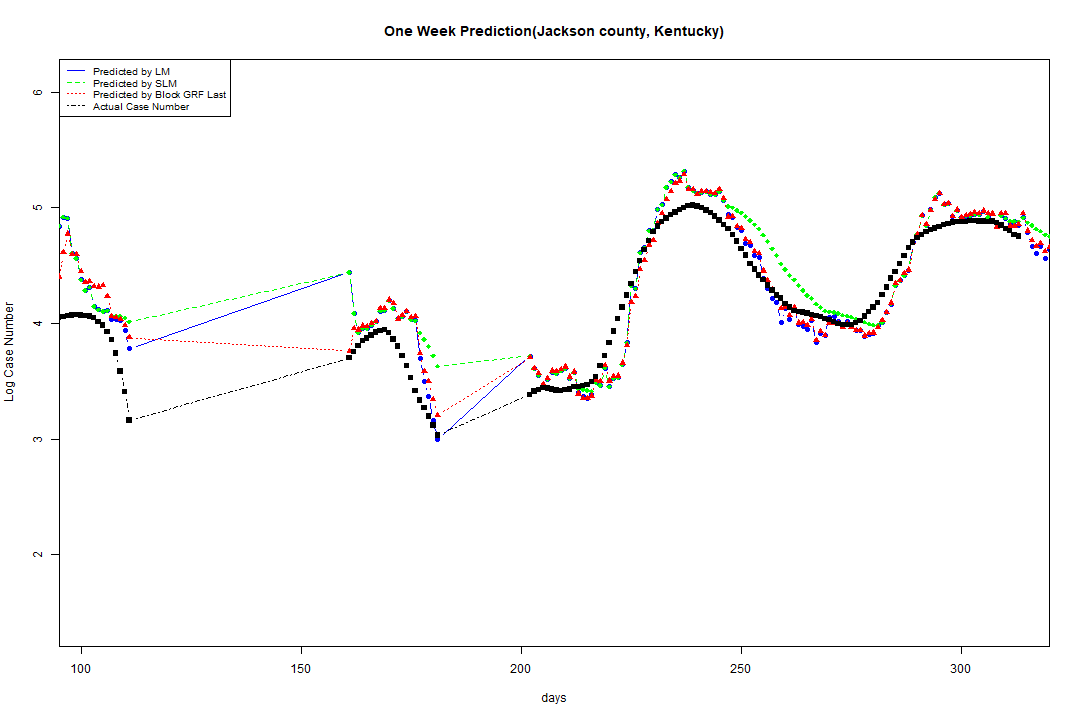 One Week Prediction(Jackson county, Kentucky)
Predicted by LM
Predicted by SLM
Predicted by Block GRF Last
Actual Case Number
6
5
4
3
2
Log Case Number
100
150
200
250
300
days